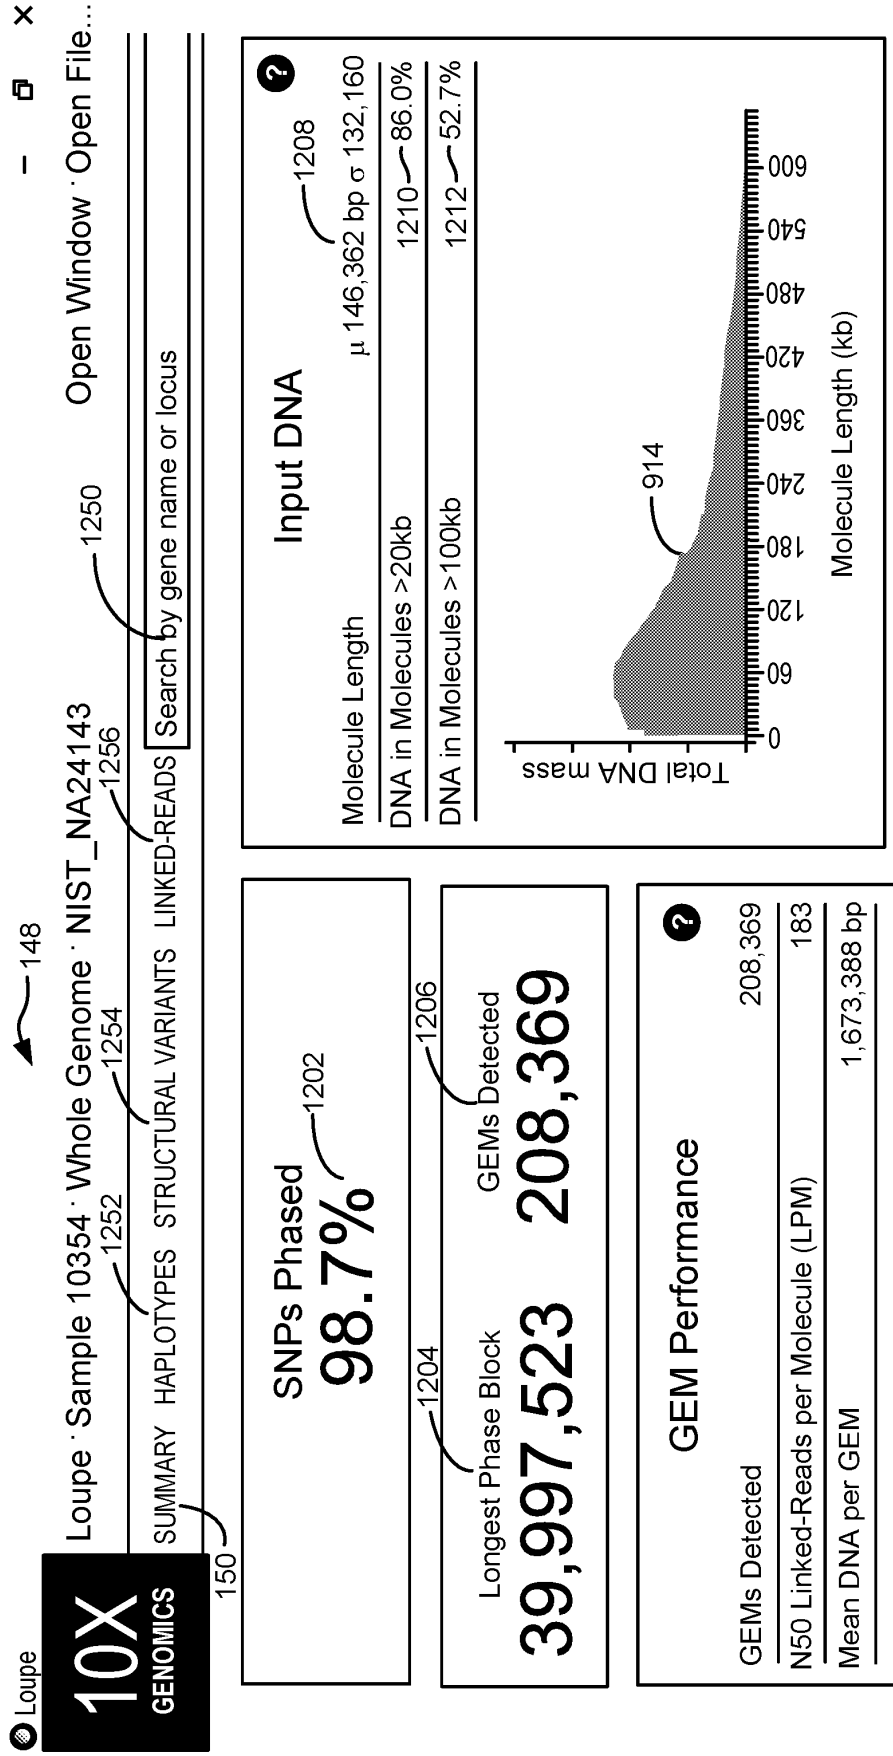 Loupe
148
10X
GENOMICS
Loupe · Sample 10354 · Whole Genome · NIST_NA24143
Open Window · Open File...
1252
1254
1256
1250
SUMMARY HAPLOTYPES STRUCTURAL VARIANTS LINKED-READS
Search by gene name or locus
150
SNPs Phased
98.7%
1202
1204
1206
Longest Phase Block
GEMs Detected
39,997,523
208,369
GEM Performance
?
GEMs Detected 208,369
N50 Linked-Reads per Molecule (LPM) 183
Mean DNA per GEM 1,673,388 bp
Input DNA
?
1208
Molecule Length μ 146,362 bp σ 132,160
DNA in Molecules >20kb 1210 86.0%
DNA in Molecules >100kb 1212 52.7%
914
Total DNA mass
0 60 120 180 240 360 420 480 540 600
Molecule Length (kb)